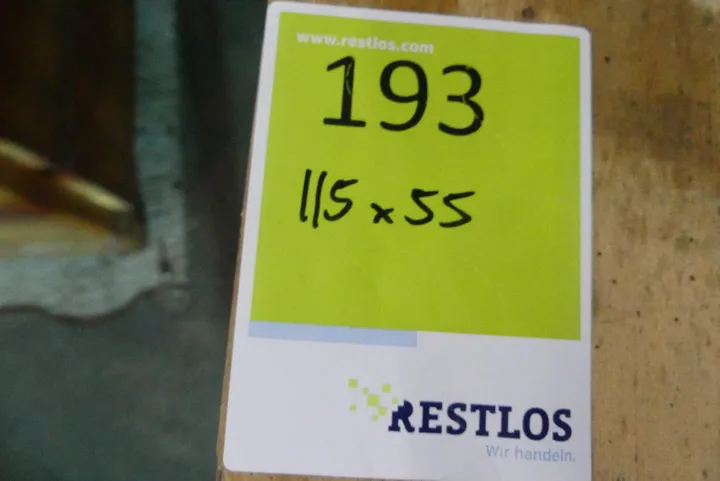 www.restlos.com
193
115 x 55
RESTLOS
Wir handeln.